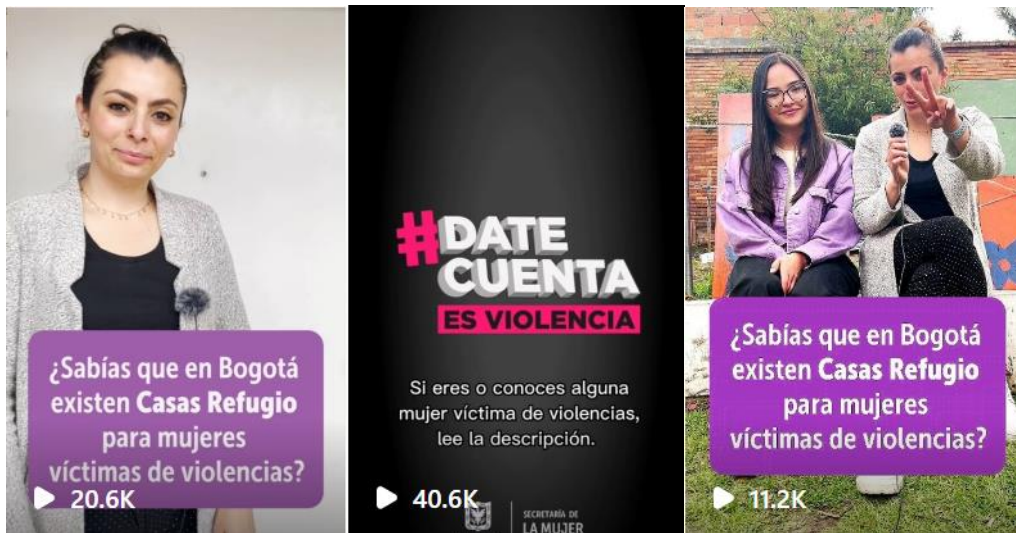 ¿Sabías que en Bogotá
existen Casas Refugio
para mujeres
víctimas de violencias?
20.6K
#DATE
CUENTA
ES VIOLENCIA
Si eres o conoces alguna
mujer víctima de violencias,
lee la descripción.
40.6K
SECRETARÍA DE
LA MUJER
¿Sabías que en Bogotá
existen Casas Refugio
para mujeres
víctimas de violencias?
11.2K